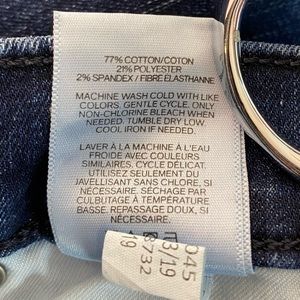 77% COTTON/COTON
21% POLYESTER
2% SPANDEX / FIBRE ELASTHANNE
MACHINE WASH COLD WITH LIKE
COLORS. GENTLE CYCLE. ONLY
NON-CHLORINE BLEACH WHEN
NEEDED. TUMBLE DRY LOW.
COOL IRON IF NEEDED.
LAVER À LA MACHINE À L'EAU
FROIDE AVEC COULEURS
SIMILAIRES. CYCLE DÉLICAT.
UTILISEZ SEULEMENT DU
JAVELLISANT SANS CHLORE, SI
NÉCESSAIRE. SÉCHAGE PAR
CULBUTAGE À TEMPÉRATURE
BASSE. REPASSAGE DOUX, SI
NÉCESSAIRE.